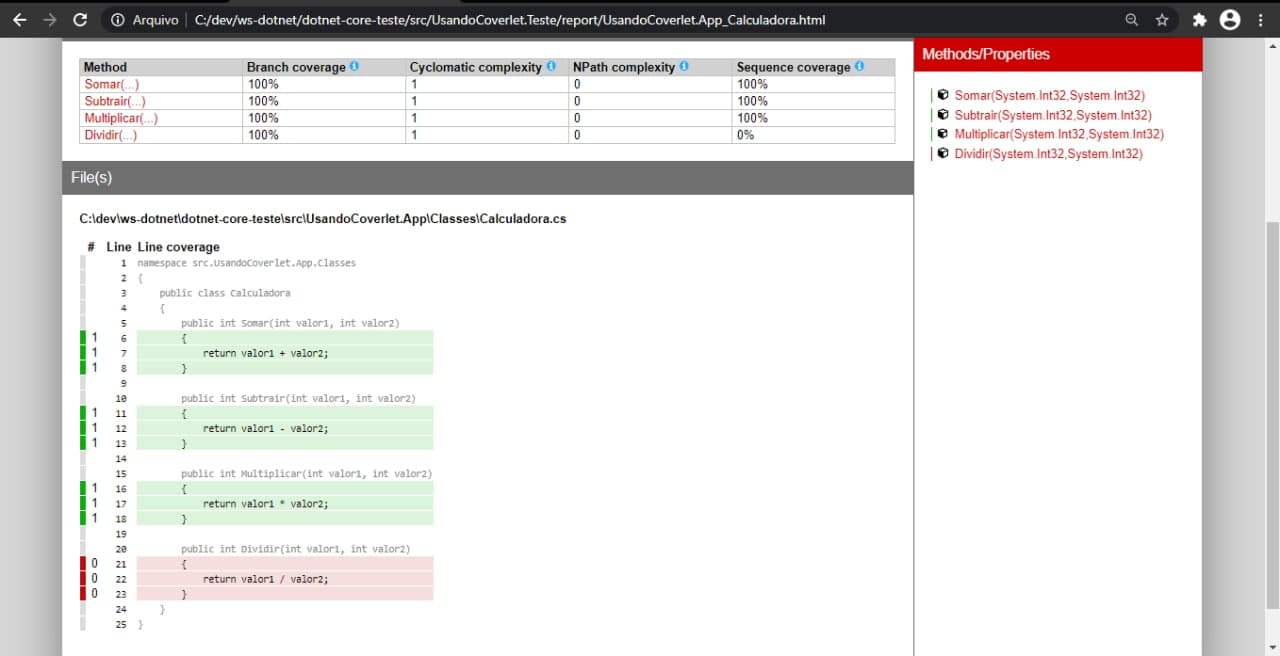 Arquivo C:/dev/ws-dotnet/dotnet-core-teste/src/UsandoCoverlet.Teste/report/UsandoCoverlet.App_Calculadora.html
Method Branch coverage Cyclomatic complexity NPath complexity Sequence coverage
Somar(...) 100% 1 0 100%
Subtrair(...) 100% 1 0 100%
Multiplicar(...) 100% 1 0 100%
Dividir(...) 100% 1 0 0%
File(s)
C:\dev\ws-dotnet\dotnet-core-teste\src\UsandoCoverlet.App\Classes\Calculadora.cs
# Line Line coverage
1 namespace src.UsandoCoverlet.App.Classes
2 {
3 public class Calculadora
4 {
5 public int Somar(int valor1, int valor2)
1 6 {
1 7 return valor1 + valor2;
1 8 }
9
10 public int Subtrair(int valor1, int valor2)
1 11 {
1 12 return valor1 - valor2;
1 13 }
14
15 public int Multiplicar(int valor1, int valor2)
1 16 {
1 17 return valor1 * valor2;
1 18 }
19
20 public int Dividir(int valor1, int valor2)
0 21 {
0 22 return valor1 / valor2;
0 23 }
24 }
25 }
Methods/Properties
Somar(System.Int32,System.Int32)
Subtrair(System.Int32,System.Int32)
Multiplicar(System.Int32,System.Int32)
Dividir(System.Int32,System.Int32)